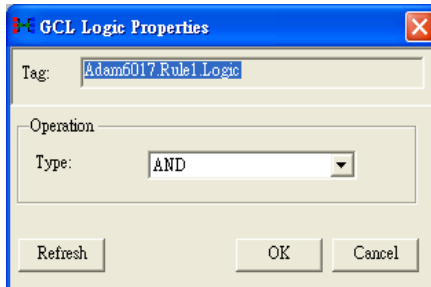 GCL Logic Properties
Tag: Adam6017.Rule1.Logic
Operation
Type: AND
Refresh OK Cancel